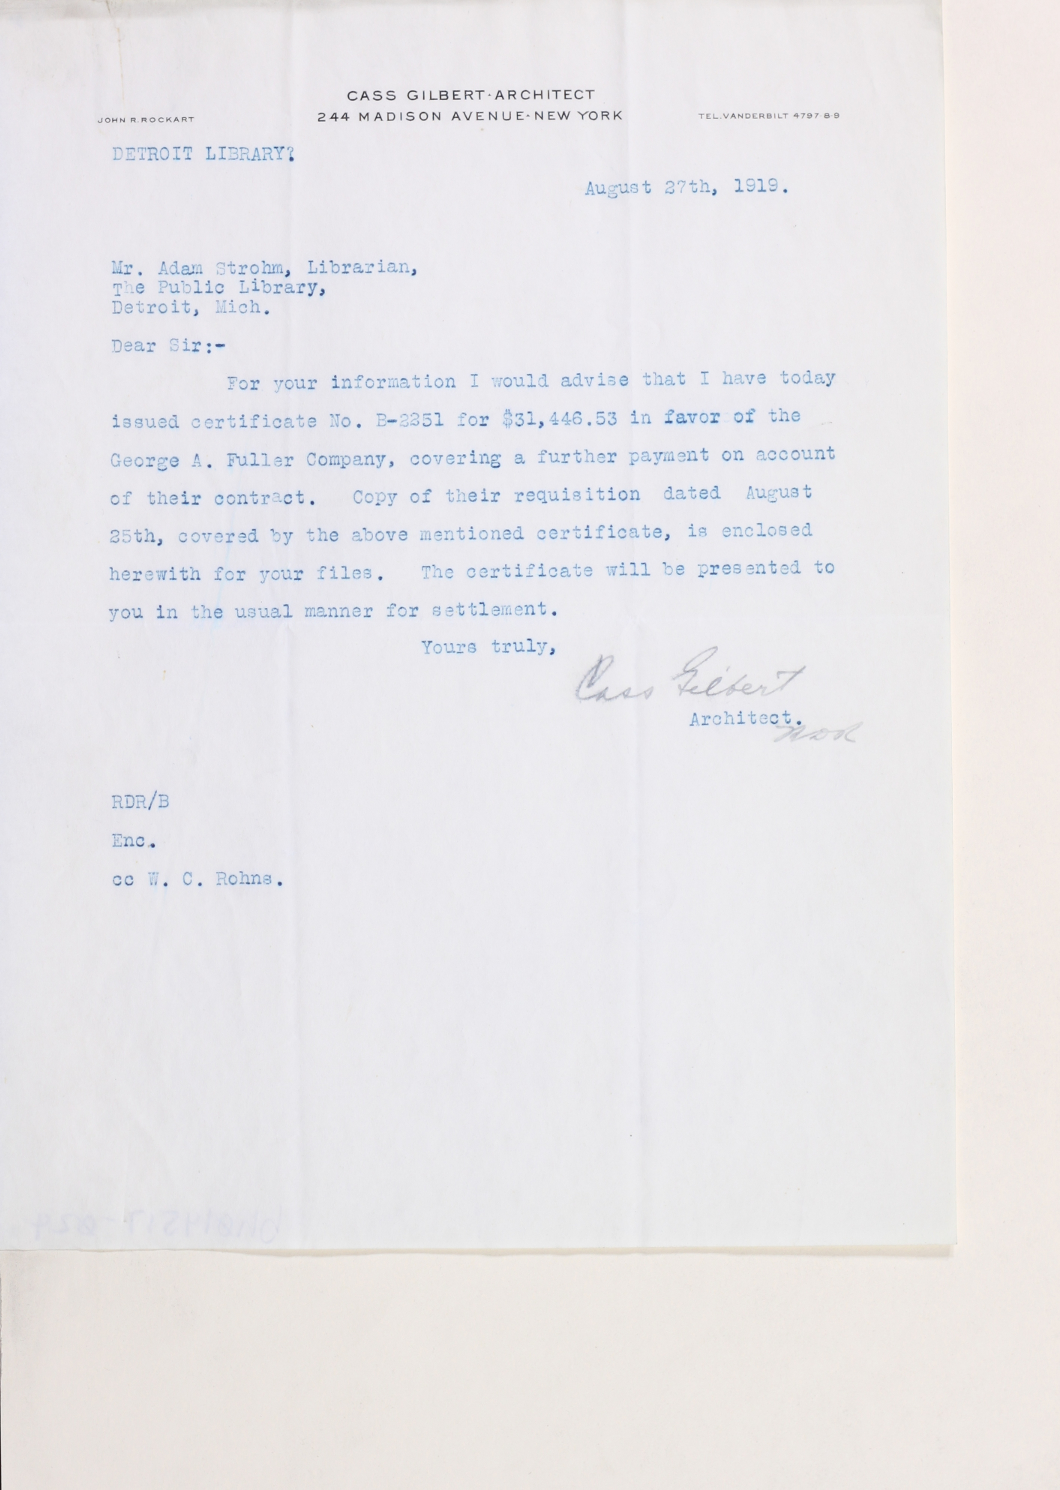 CASS GILBERT·ARCHITECT
JOHN R. ROCKART 244 MADISON AVENUE·NEW YORK TEL. VANDERBILT 4797-8-9
DETROIT LIBRARY?
August 27th, 1919.
Mr. Adam Strohm, Librarian,
The Public Library,
Detroit, Mich.
Dear Sir:-
For your information I would advise that I have today
issued certificate No. B-2251 for $31,446.53 in favor of the
George A. Fuller Company, covering a further payment on account
of their contract. Copy of their requisition dated August
25th, covered by the above mentioned certificate, is enclosed
herewith for your files. The certificate will be presented to
you in the usual manner for settlement.
Yours truly,
Cass Gilbert
Architect.
RDR/B
Enc.
cc W. C. Rohns.